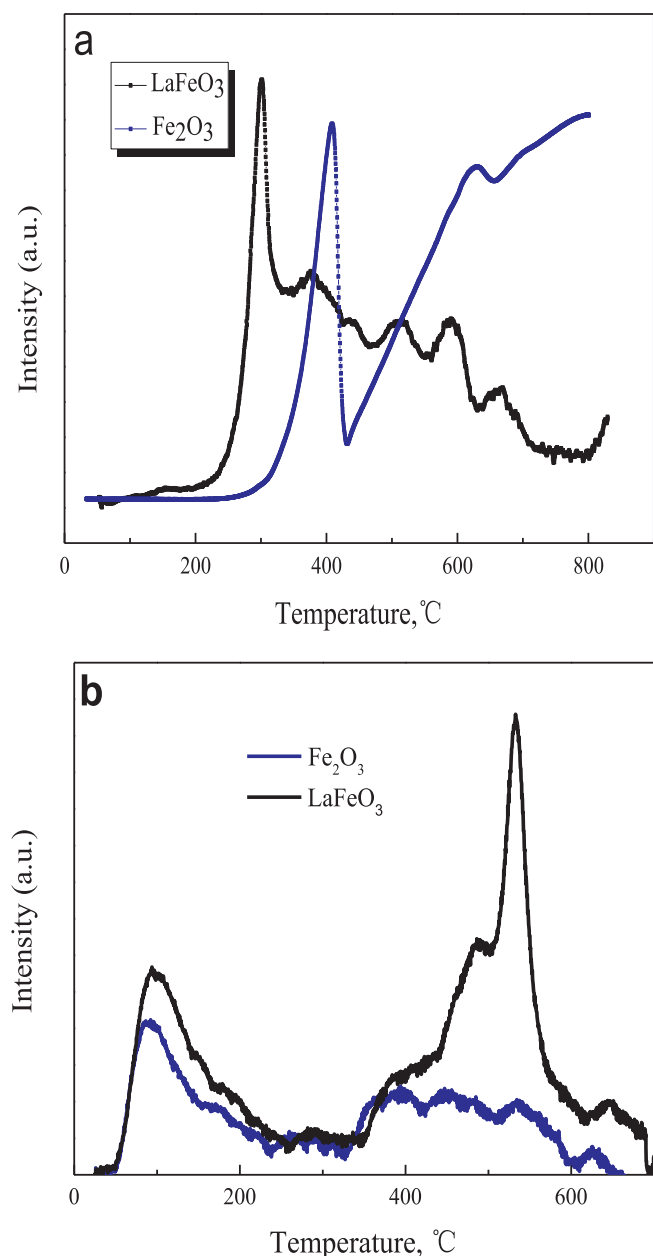 a
LaFeO₃
Fe₂O₃
Intensity (a.u.)
0 200 400 600 800
Temperature, ℃
b
Fe₂O₃
LaFeO₃
Intensity (a.u.)
0 200 400 600
Temperature, ℃